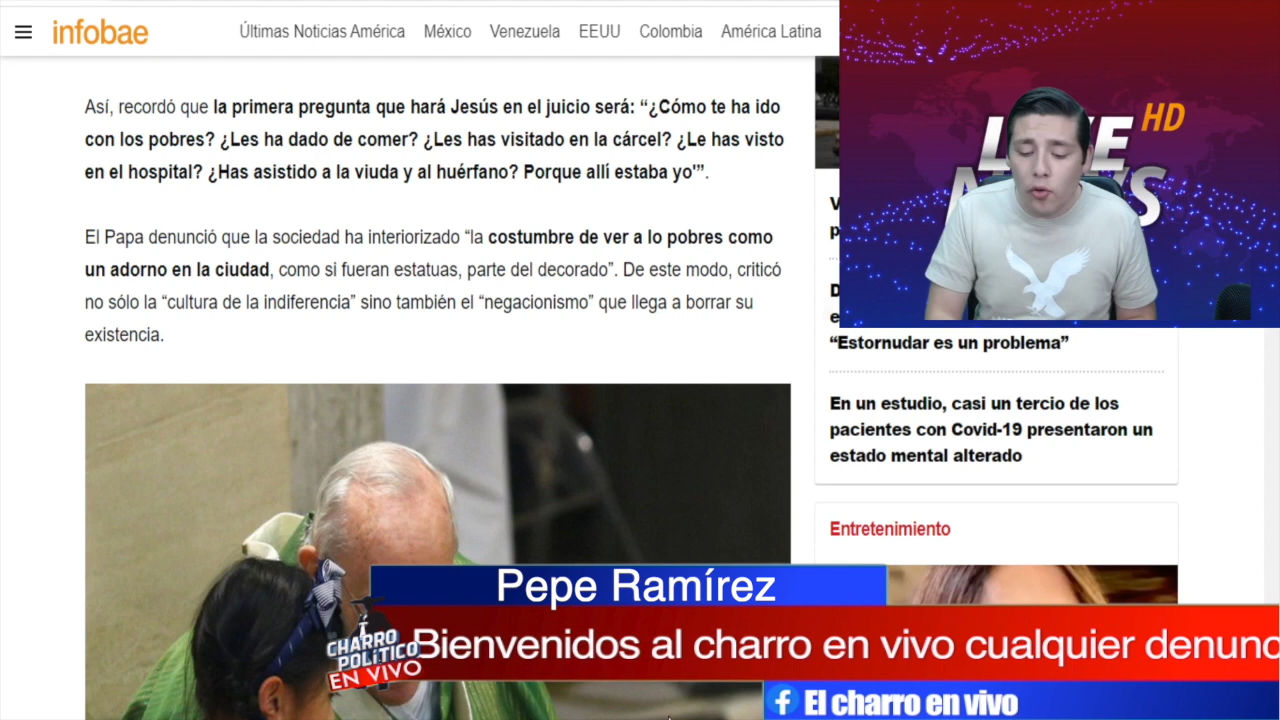 infobae
Últimas Noticias América México Venezuela EEUU Colombia América Latina
Así, recordó que la primera pregunta que hará Jesús en el juicio será: “¿Cómo te ha ido
con los pobres? ¿Les ha dado de comer? ¿Les has visitado en la cárcel? ¿Le has visto
en el hospital? ¿Has asistido a la viuda y al huérfano? Porque allí estaba yo'”.
El Papa denunció que la sociedad ha interiorizado “la costumbre de ver a lo pobres como
un adorno en la ciudad, como si fueran estatuas, parte del decorado”. De este modo, criticó
no sólo la “cultura de la indiferencia” sino también el “negacionismo” que llega a borrar su
existencia.
HD
“Estornudar es un problema”
En un estudio, casi un tercio de los
pacientes con Covid-19 presentaron un
estado mental alterado
Entretenimiento
Pepe Ramírez
CHARRO
POLÍTICO
EN VIVO
Bienvenidos al charro en vivo cualquier denunc
f El charro en vivo